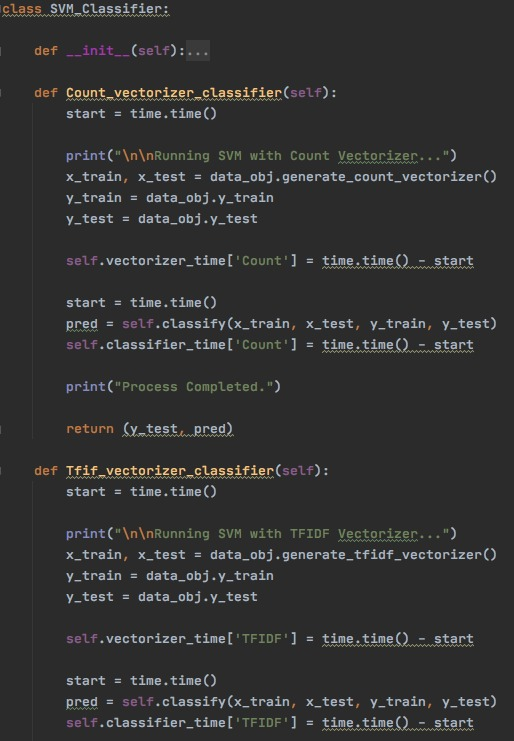 class SVM_Classifier:
def __init__(self):...
def Count_vectorizer_classifier(self):
start = time.time()
print("\n\nRunning SVM with Count Vectorizer...")
x_train, x_test = data_obj.generate_count_vectorizer()
y_train = data_obj.y_train
y_test = data_obj.y_test
self.vectorizer_time['Count'] = time.time() - start
start = time.time()
pred = self.classify(x_train, x_test, y_train, y_test)
self.classifier_time['Count'] = time.time() - start
print("Process Completed.")
return (y_test, pred)
def Tfif_vectorizer_classifier(self):
start = time.time()
print("\n\nRunning SVM with TFIDF Vectorizer...")
x_train, x_test = data_obj.generate_tfidf_vectorizer()
y_train = data_obj.y_train
y_test = data_obj.y_test
self.vectorizer_time['TFIDF'] = time.time() - start
start = time.time()
pred = self.classify(x_train, x_test, y_train, y_test)
self.classifier_time['TFIDF'] = time.time() - start